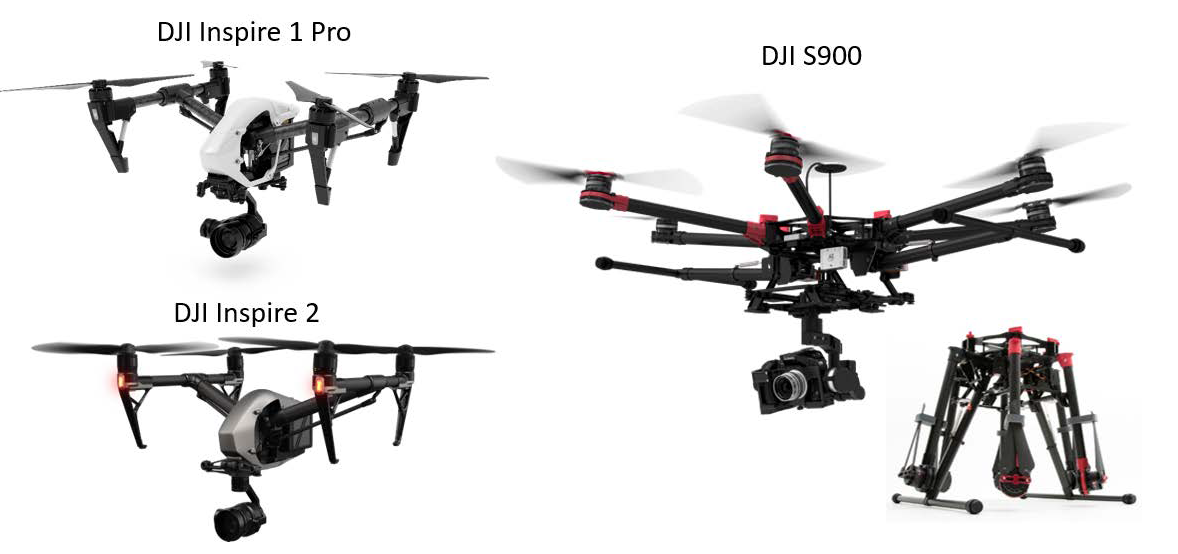 DJI Inspire 1 Pro
DJI S900
DJI Inspire 2